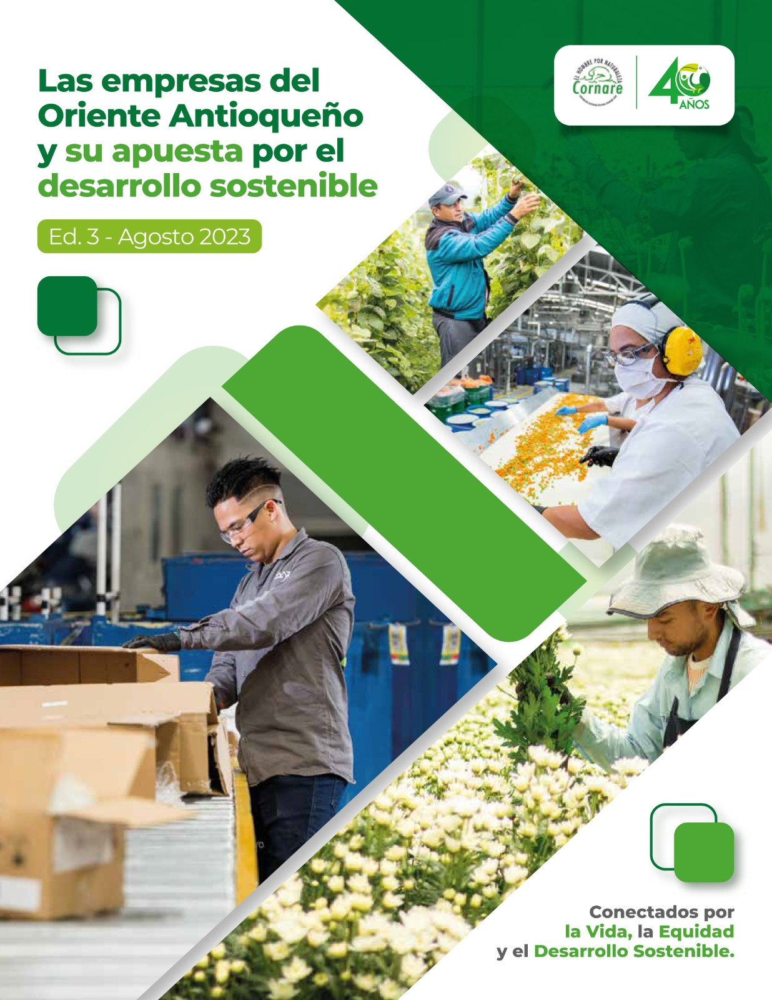 Las empresas del
Oriente Antioqueño
y su apuesta por el
desarrollo sostenible
Ed. 3 - Agosto 2023
EL HOMBRE POR NATURALEZA
Cornare
40
AÑOS
Conectados por
la Vida, la Equidad
y el Desarrollo Sostenible.